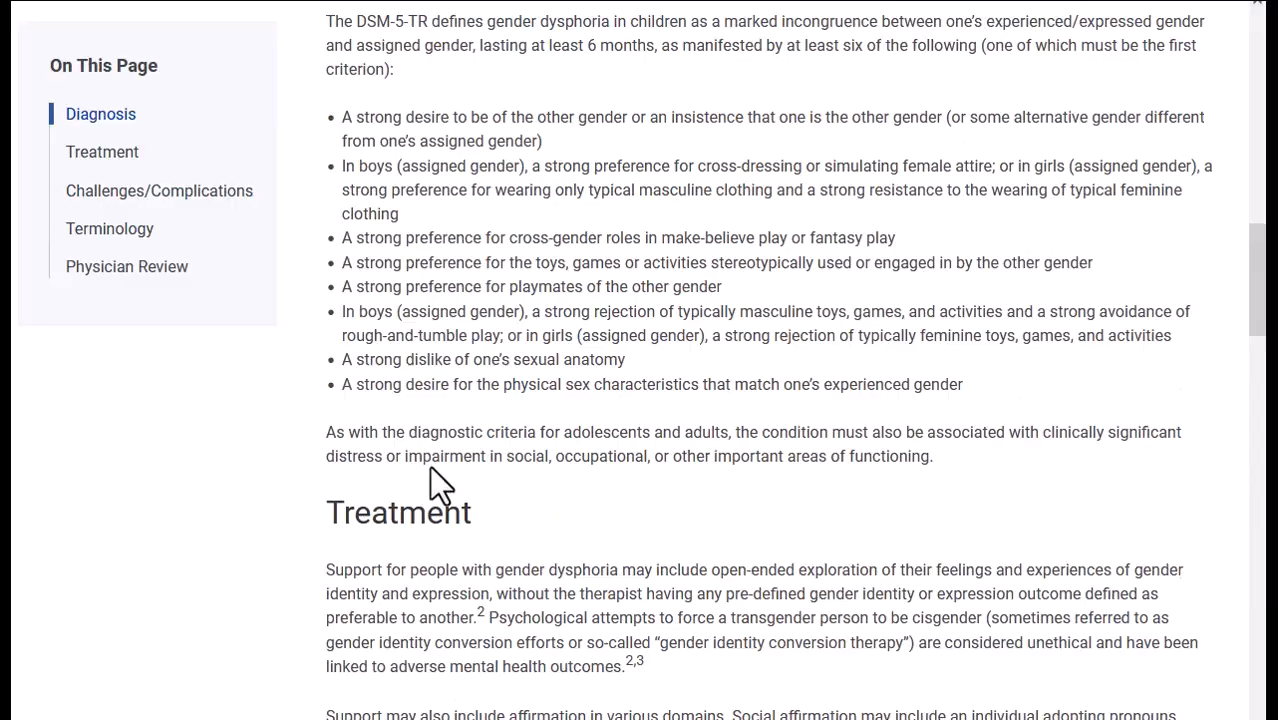 On This Page
Diagnosis
Treatment
Challenges/Complications
Terminology
Physician Review
The DSM-5-TR defines gender dysphoria in children as a marked incongruence between one’s experienced/expressed gender
and assigned gender, lasting at least 6 months, as manifested by at least six of the following (one of which must be the first
criterion):
• A strong desire to be of the other gender or an insistence that one is the other gender (or some alternative gender different
from one’s assigned gender)
• In boys (assigned gender), a strong preference for cross-dressing or simulating female attire; or in girls (assigned gender), a
strong preference for wearing only typical masculine clothing and a strong resistance to the wearing of typical feminine
clothing
• A strong preference for cross-gender roles in make-believe play or fantasy play
• A strong preference for the toys, games or activities stereotypically used or engaged in by the other gender
• A strong preference for playmates of the other gender
• In boys (assigned gender), a strong rejection of typically masculine toys, games, and activities and a strong avoidance of
rough-and-tumble play; or in girls (assigned gender), a strong rejection of typically feminine toys, games, and activities
• A strong dislike of one’s sexual anatomy
• A strong desire for the physical sex characteristics that match one’s experienced gender
As with the diagnostic criteria for adolescents and adults, the condition must also be associated with clinically significant
distress or impairment in social, occupational, or other important areas of functioning.
Treatment
Support for people with gender dysphoria may include open-ended exploration of their feelings and experiences of gender
identity and expression, without the therapist having any pre-defined gender identity or expression outcome defined as
preferable to another.2 Psychological attempts to force a transgender person to be cisgender (sometimes referred to as
gender identity conversion efforts or so-called “gender identity conversion therapy”) are considered unethical and have been
linked to adverse mental health outcomes.2,3
Support may also include affirmation in various domains. Social affirmation may include an individual adopting pronouns